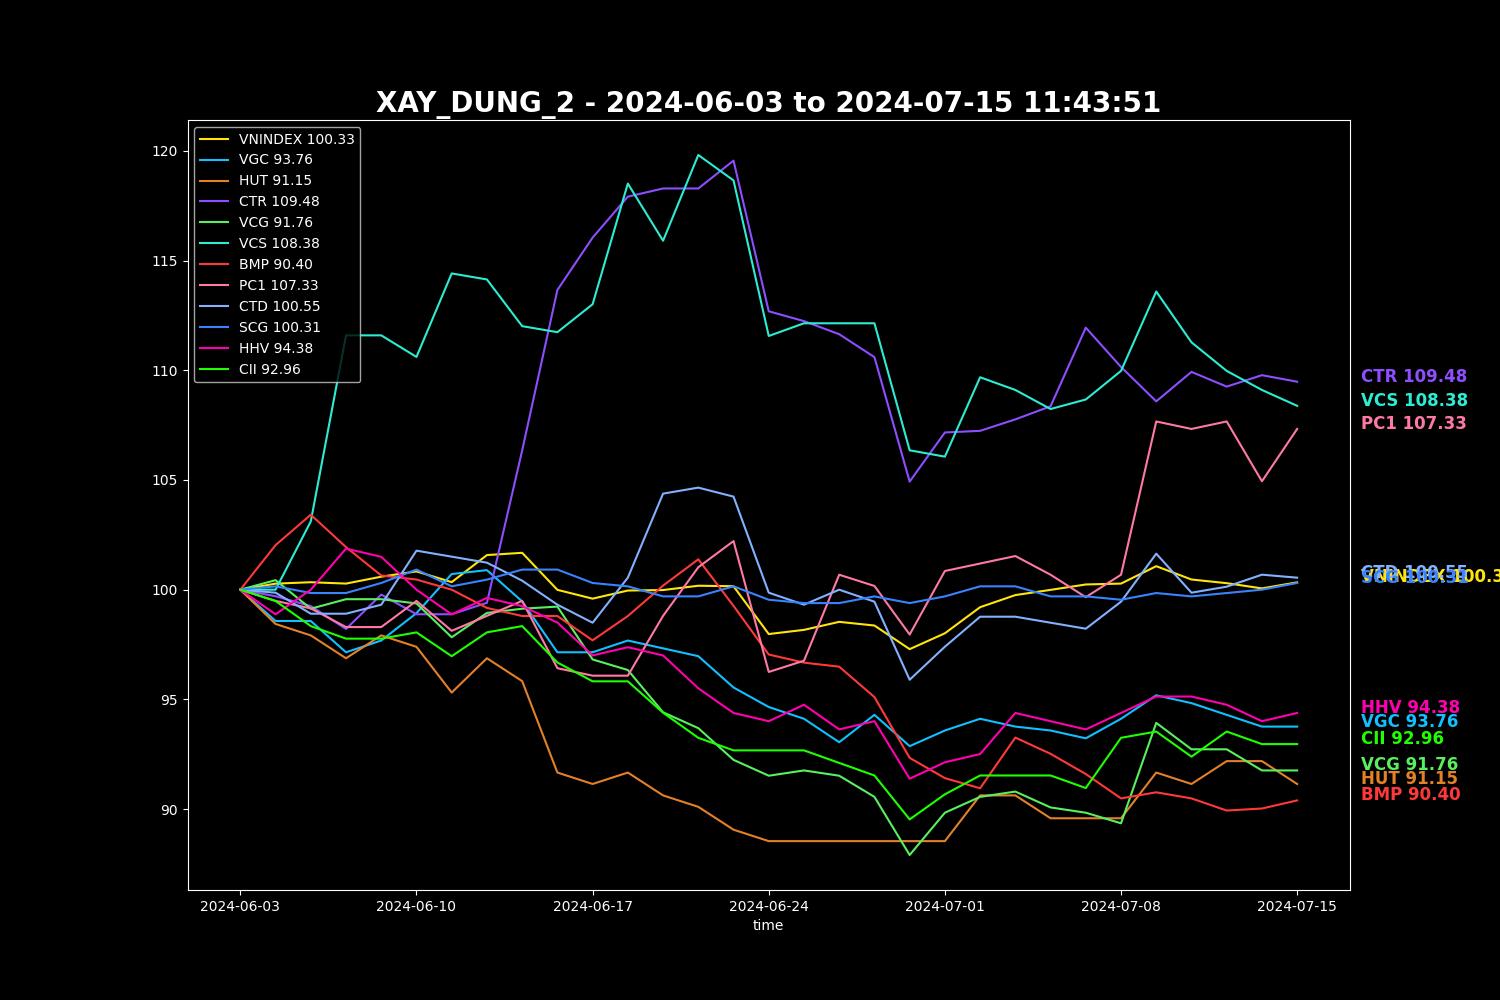 XAY_DUNG_2 - 2024-06-03 to 2024-07-15 11:43:51
VNINDEX 100.33
VGC 93.76
HUT 91.15
CTR 109.48
VCG 91.76
VCS 108.38
BMP 90.40
PC1 107.33
CTD 100.55
SCG 100.31
HHV 94.38
CII 92.96
120
115
110
105
100
95
90
CTR 109.48
VCS 108.38
PC1 107.33
CTD 100.55
HHV 94.38
VGC 93.76
CII 92.96
VCG 91.76
HUT 91.15
BMP 90.40
2024-06-03 2024-06-10 2024-06-17 2024-06-24 2024-07-01 2024-07-08 2024-07-15
time